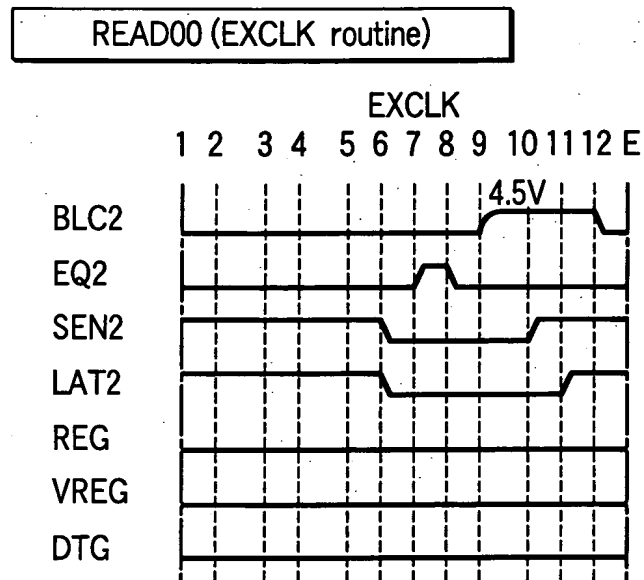 READ00 (EXCLK routine)
EXCLK
1 2 3 4 5 6 7 8 9 10 11 12 E
4.5V
BLC2
EQ2
SEN2
LAT2
REG
VREG
DTG